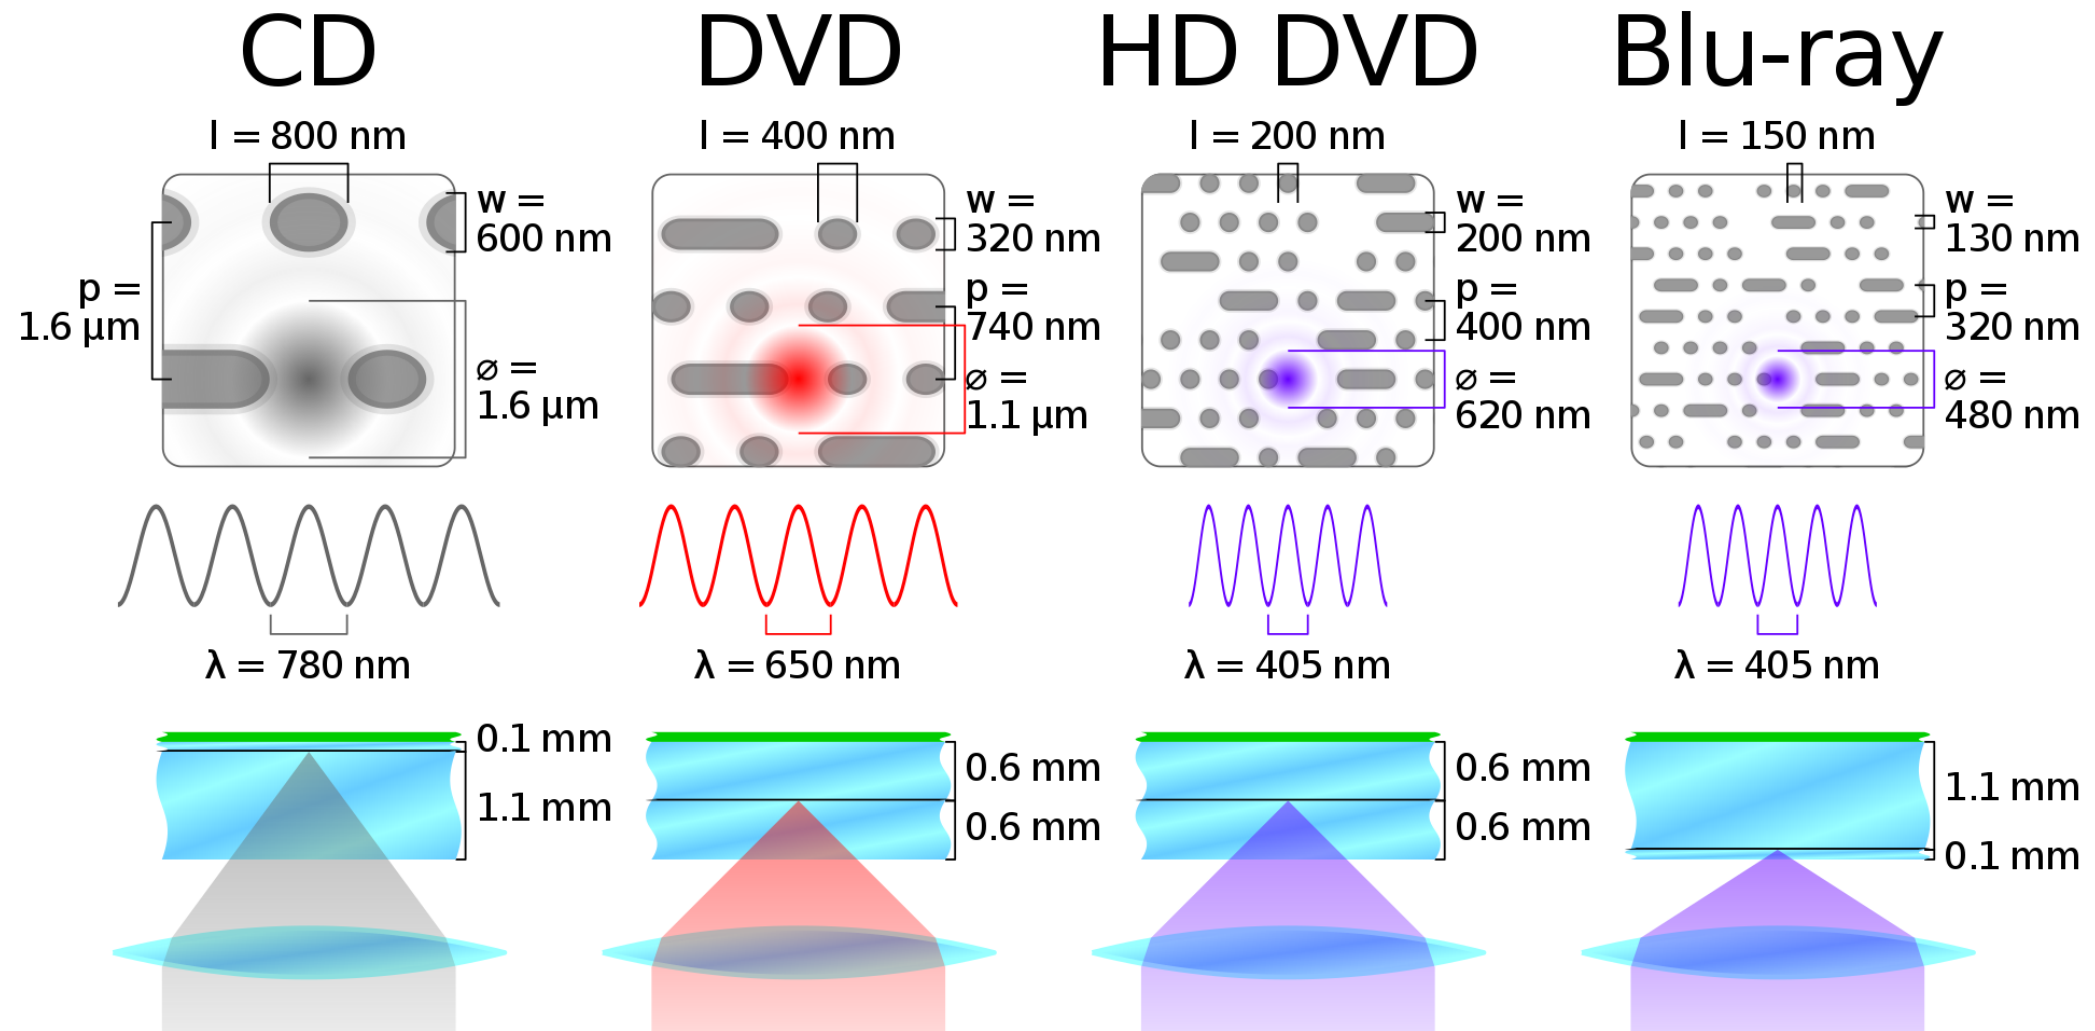 CD
l = 800 nm
w =
600 nm
p =
1.6 µm
⌀ =
1.6 µm
λ = 780 nm
0.1 mm
1.1 mm
DVD
l = 400 nm
w =
320 nm
p =
740 nm
⌀ =
1.1 µm
λ = 650 nm
0.6 mm
0.6 mm
HD DVD
l = 200 nm
w =
200 nm
p =
400 nm
⌀ =
620 nm
λ = 405 nm
0.6 mm
0.6 mm
Blu-ray
l = 150 nm
w =
130 nm
p =
320 nm
⌀ =
480 nm
λ = 405 nm
1.1 mm
0.1 mm